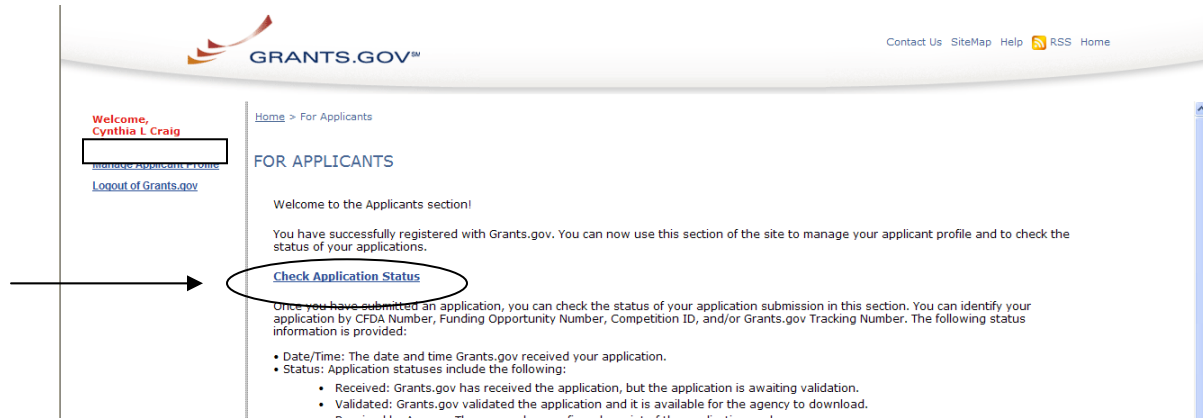 GRANTS.GOV℠
Contact Us SiteMap Help RSS Home
Welcome,
Cynthia L Craig
Manage Applicant Profile
Logout of Grants.gov
Home > For Applicants
FOR APPLICANTS
Welcome to the Applicants section!
You have successfully registered with Grants.gov. You can now use this section of the site to manage your applicant profile and to check the
status of your applications.
Check Application Status
Once you have submitted an application, you can check the status of your application submission in this section. You can identify your
application by CFDA Number, Funding Opportunity Number, Competition ID, and/or Grants.gov Tracking Number. The following status
information is provided:
• Date/Time: The date and time Grants.gov received your application.
• Status: Application statuses include the following:
• Received: Grants.gov has received the application, but the application is awaiting validation.
• Validated: Grants.gov validated the application and it is available for the agency to download.